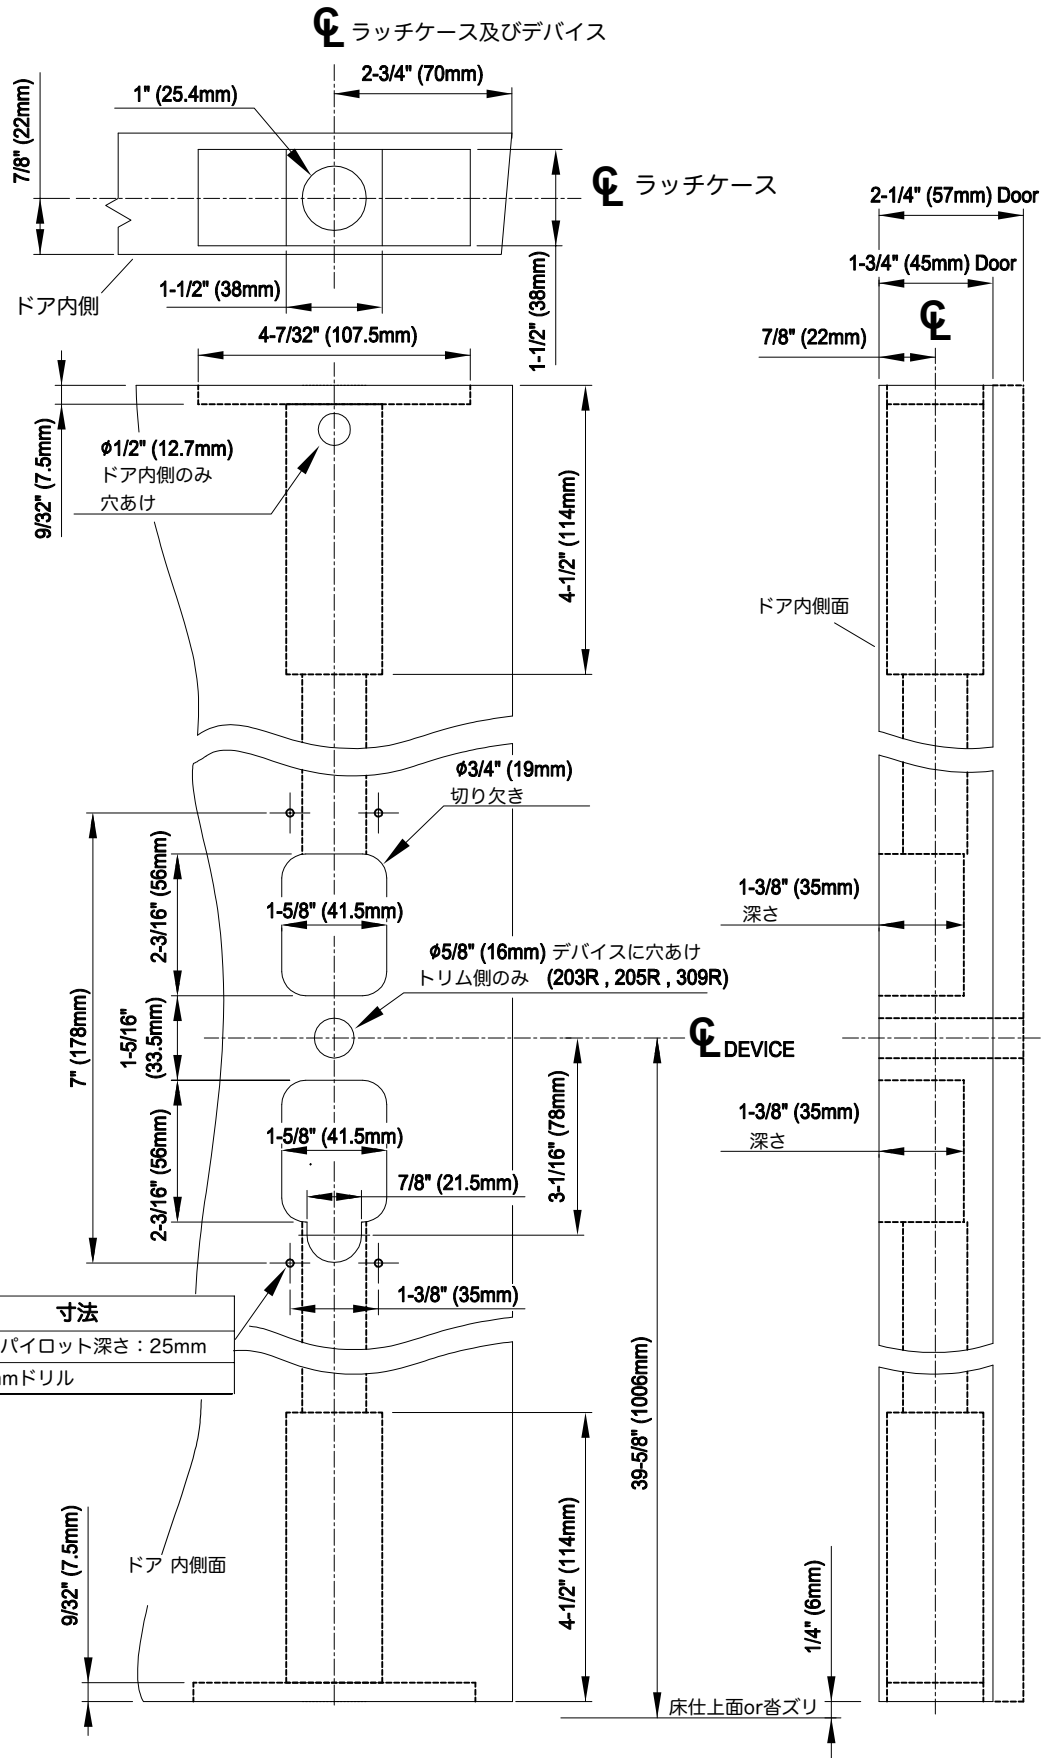 ℄ ラッチケース及びデバイス
2-3/4" (70mm)
1" (25.4mm)
7/8" (22mm)
℄ ラッチケース
2-1/4" (57mm) Door
1-3/4" (45mm) Door
℄
7/8" (22mm)
1-1/2" (38mm)
1-1/2" (38mm)
ドア内側
4-7/32" (107.5mm)
9/32" (7.5mm)
φ1/2" (12.7mm)
ドア内側のみ
穴あけ
4-1/2" (114mm)
ドア内側面
φ3/4" (19mm)
切り欠き
2-3/16" (56mm)
1-5/8" (41.5mm)
1-3/8" (35mm)
深さ
φ5/8" (16mm) デバイスに穴あけ
トリム側のみ (203R , 205R , 309R)
7" (178mm)
1-5/16"
(33.5mm)
℄ DEVICE
1-5/8" (41.5mm)
2-3/16" (56mm)
3-1/16" (78mm)
1-3/8" (35mm)
深さ
7/8" (21.5mm)
1-3/8" (35mm)
寸法
パイロット深さ：25mm
mmドリル
39-5/8" (1006mm)
9/32" (7.5mm)
ドア 内側面
4-1/2" (114mm)
1/4" (6mm)
床仕上面or沓ズリ